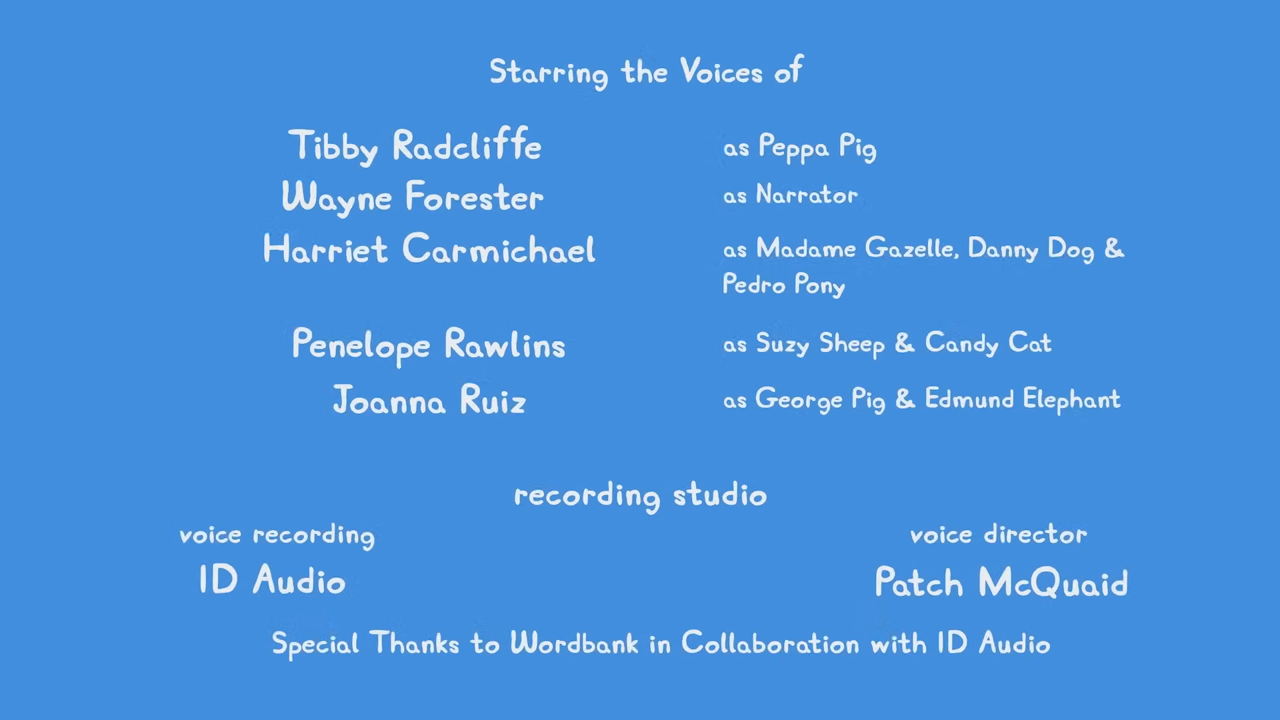 Starring the Voices of
Tibby Radcliffe as Peppa Pig
Wayne Forester as Narrator
Harriet Carmichael as Madame Gazelle, Danny Dog &
Pedro Pony
Penelope Rawlins as Suzy Sheep & Candy Cat
Joanna Ruiz as George Pig & Edmund Elephant
recording studio
voice recording voice director
ID Audio Patch McQuaid
Special Thanks to Wordbank in Collaboration with ID Audio